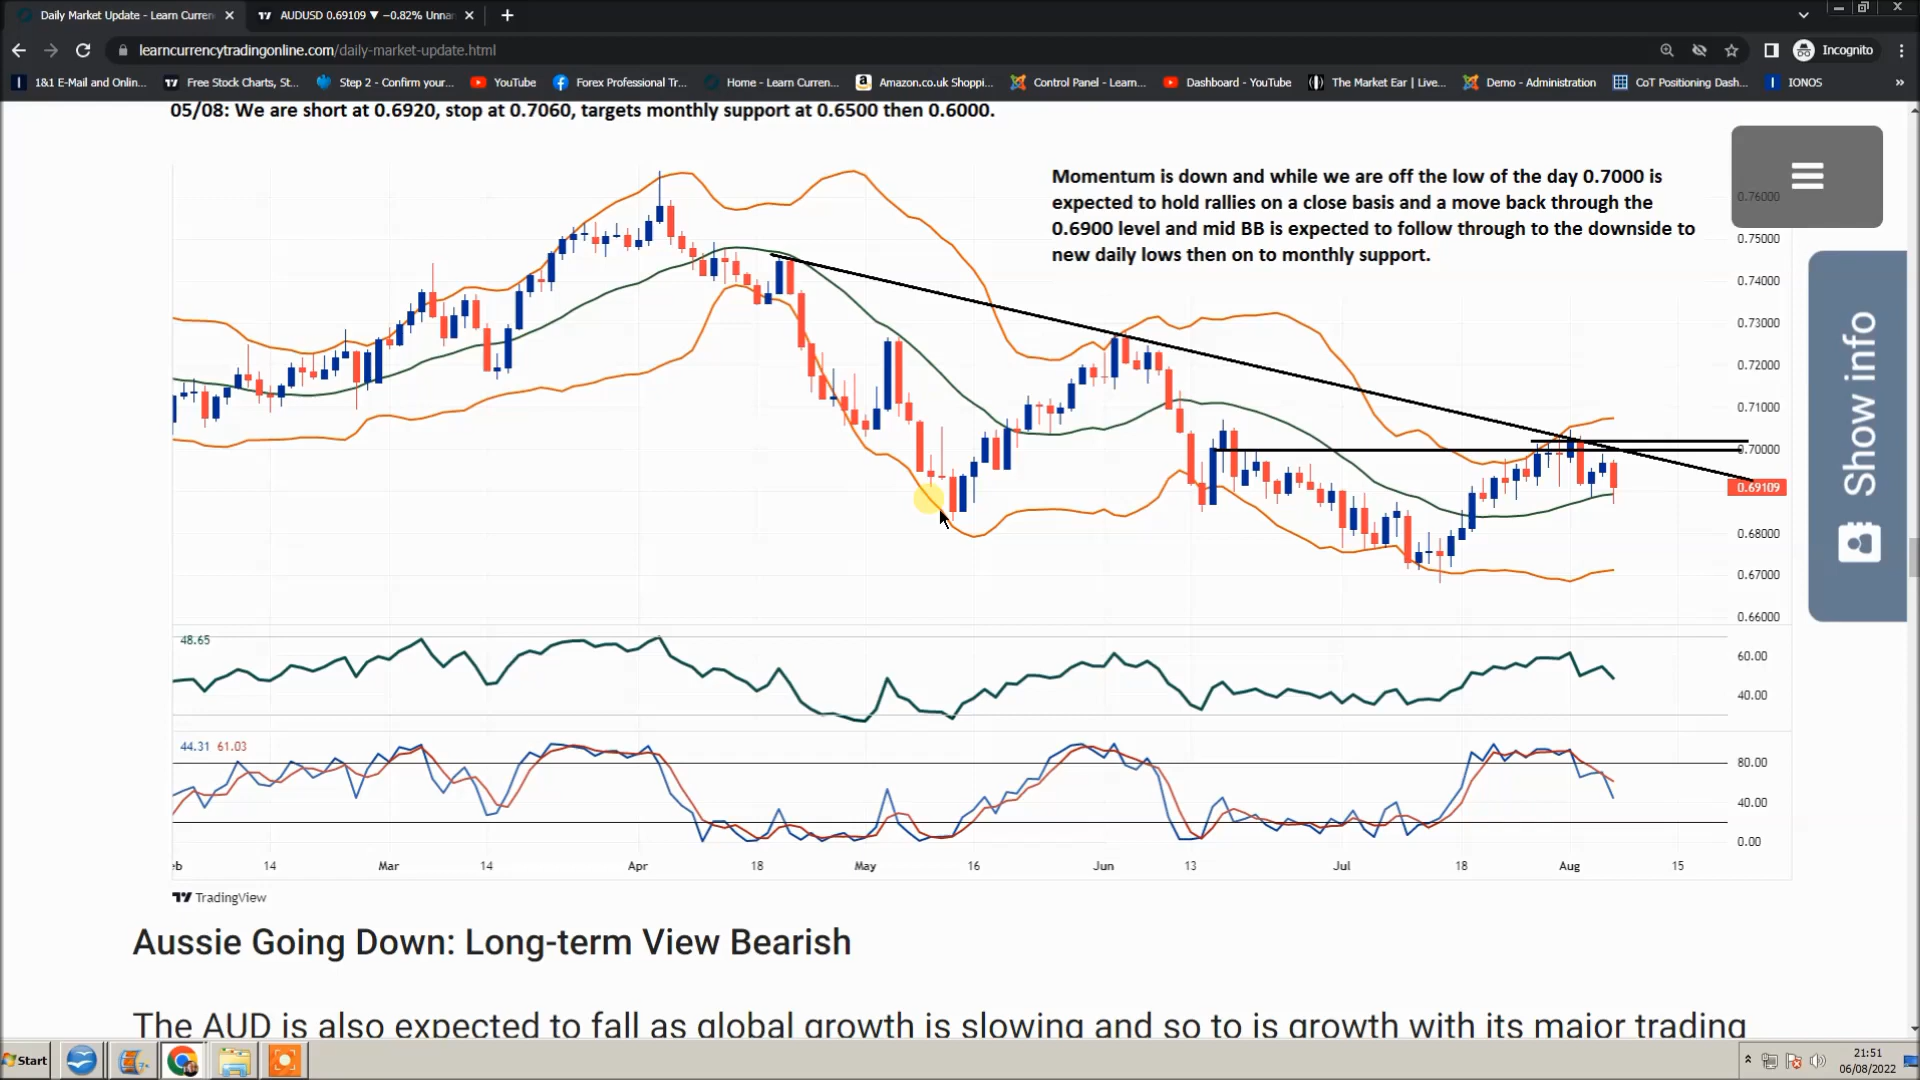 Daily Market Update - Learn Curren
AUDUSD 0.69109 ▼ −0.82% Unna
learncurrencytradingonline.com/daily-market-update.html
Incognito
1&1 E-Mail and Onlin...
Free Stock Charts, St...
Step 2 - Confirm your...
YouTube
Forex Professional Tr...
Home - Learn Curren...
Amazon.co.uk Shoppi...
Control Panel - Learn...
Dashboard - YouTube
The Market Ear | Live...
Demo - Administration
CoT Positioning Dash...
IONOS
05/08: We are short at 0.6920, stop at 0.7060, targets monthly support at 0.6500 then 0.6000.
Momentum is down and while we are off the low of the day 0.7000 is
expected to hold rallies on a close basis and a move back through the
0.6900 level and mid BB is expected to follow through to the downside to
new daily lows then on to monthly support.
0.76000
0.75000
0.74000
0.73000
0.72000
0.71000
0.70000
0.69109
0.68000
0.67000
0.66000
Show info
48.65
60.00
40.00
44.31 61.03
80.00
40.00
0.00
eb 14 Mar 14 Apr 18 May 16 Jun 13 Jul 18 Aug 15
TradingView
Aussie Going Down: Long-term View Bearish
The AUD is also expected to fall as global growth is slowing and so to is growth with its major trading
Start
21:51
06/08/2022